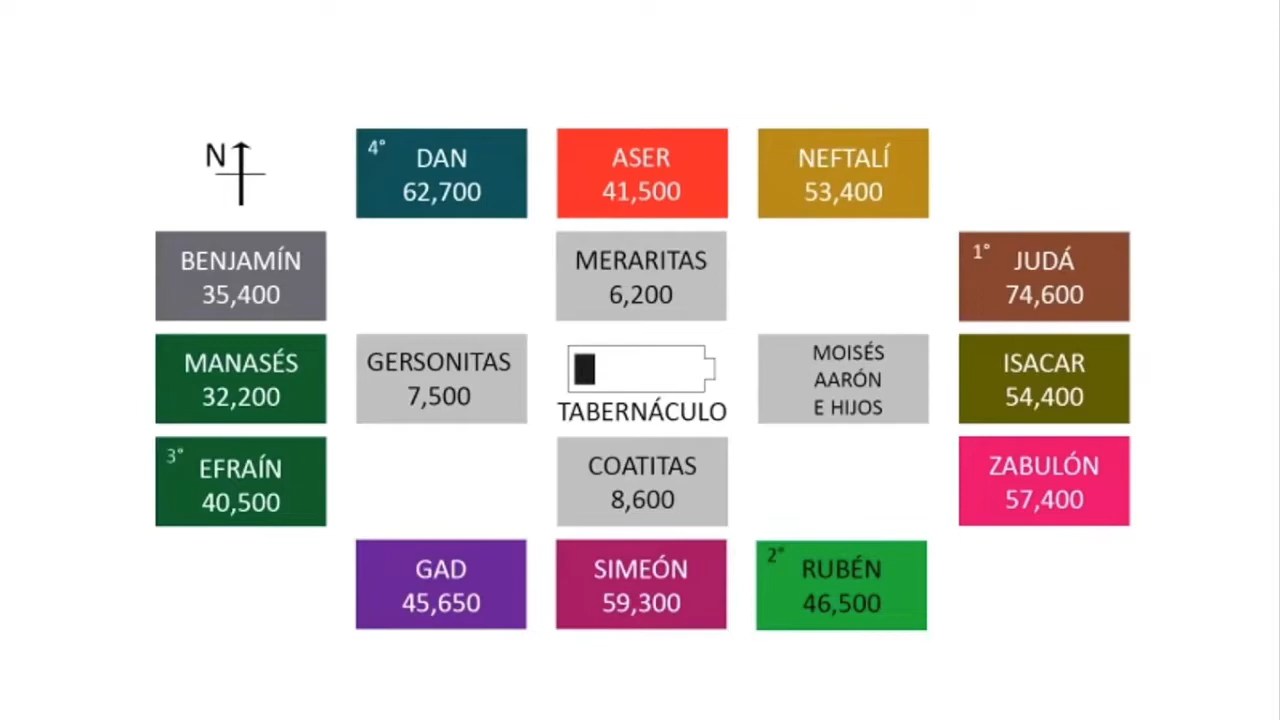 N
4°
DAN
62,700
ASER
41,500
NEFTALÍ
53,400
BENJAMÍN
35,400
MERARITAS
6,200
1°
JUDÁ
74,600
MANASÉS
32,200
GERSONITAS
7,500
TABERNÁCULO
MOISÉS
AARÓN
E HIJOS
ISACAR
54,400
3°
EFRAÍN
40,500
COATITAS
8,600
ZABULÓN
57,400
GAD
45,650
SIMEÓN
59,300
2°
RUBÉN
46,500